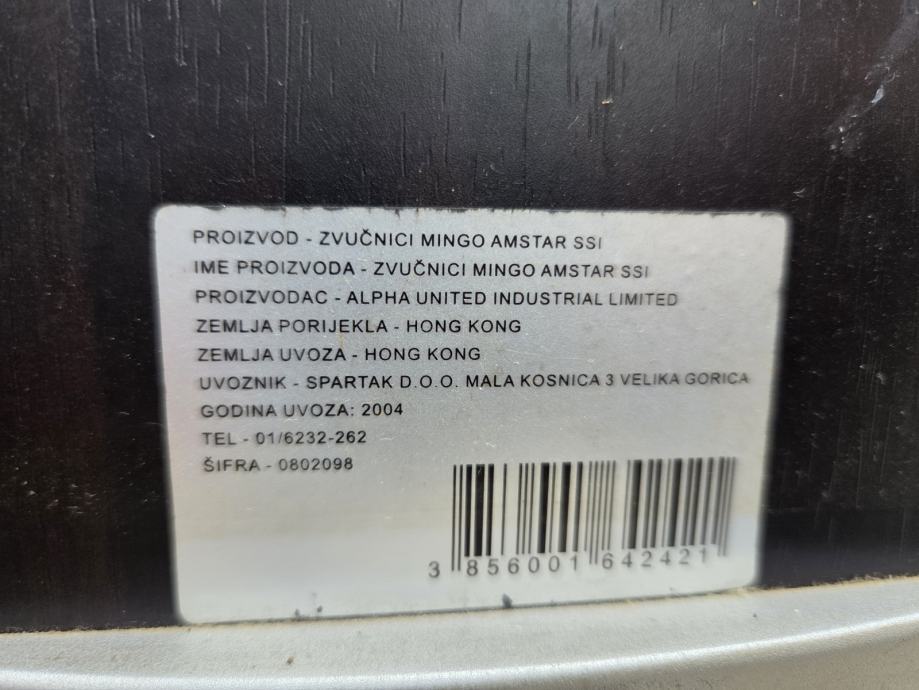 PROIZVOD - ZVUČNICI MINGO AMSTAR SSI
IME PROIZVODA - ZVUČNICI MINGO AMSTAR SSI
PROIZVODAC - ALPHA UNITED INDUSTRIAL LIMITED
ZEMLJA PORIJEKLA - HONG KONG
ZEMLJA UVOZA - HONG KONG
UVOZNIK - SPARTAK D.O.O. MALA KOSNICA 3 VELIKA GORICA
GODINA UVOZA: 2004
TEL - 01/6232-262
ŠIFRA - 0802098
3 856001 642421